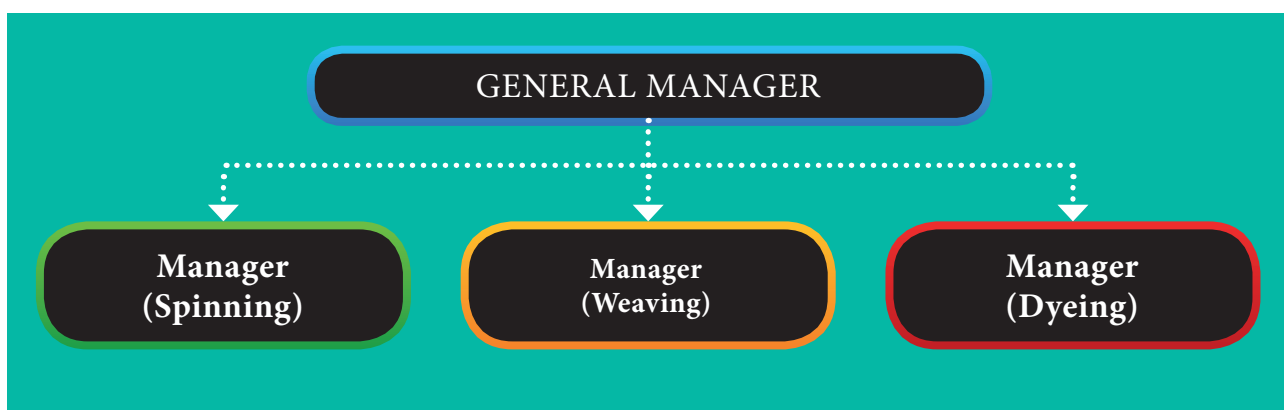 GENERAL MANAGER
Manager
(Spinning)
Manager
(Weaving)
Manager
(Dyeing)